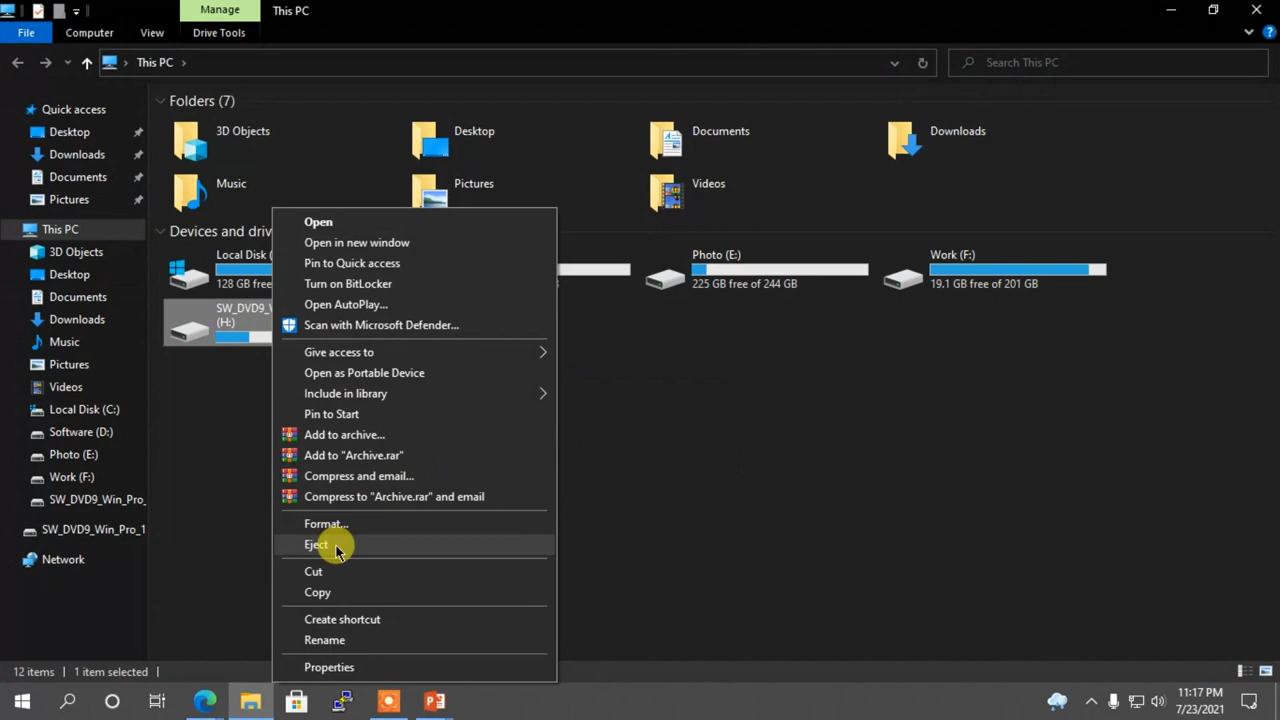 Manage
This PC
File
Computer
View
Drive Tools
This PC
Search This PC
Quick access
Desktop
Downloads
Documents
Pictures
This PC
3D Objects
Desktop
Documents
Downloads
Music
Pictures
Videos
Local Disk (C:)
Software (D:)
Photo (E:)
Work (F:)
SW_DVD9_Win_Pro_
SW_DVD9_Win_Pro_1
Network
Folders (7)
3D Objects
Desktop
Documents
Downloads
Music
Pictures
Videos
Devices and driv
Local Disk (
128 GB free
Photo (E:)
225 GB free of 244 GB
Work (F:)
19.1 GB free of 201 GB
SW_DVD9_W
(H:)
Open
Open in new window
Pin to Quick access
Turn on BitLocker
Open AutoPlay...
Scan with Microsoft Defender...
Give access to
Open as Portable Device
Include in library
Pin to Start
Add to archive...
Add to "Archive.rar"
Compress and email...
Compress to "Archive.rar" and email
Format...
Eject
Cut
Copy
Create shortcut
Rename
Properties
12 items
1 item selected
11:17 PM
7/23/2021